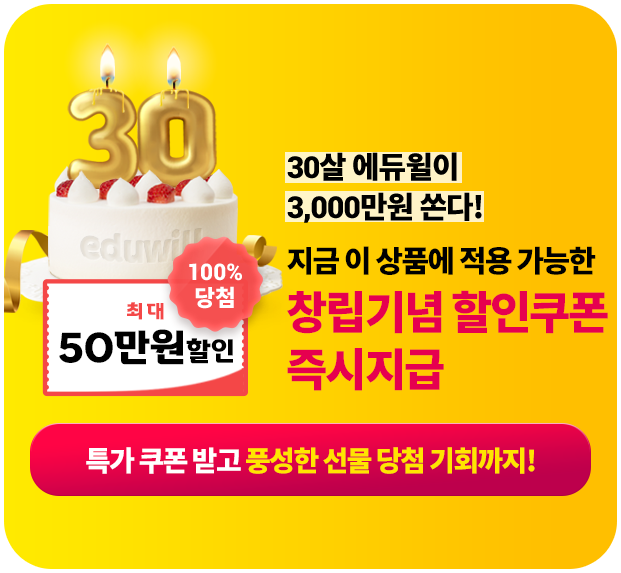 30
eduwill
100%
당첨
최대
50만원할인
30살 에듀윌이
3,000만원 쏜다!
지금 이 상품에 적용 가능한
창립기념 할인쿠폰
즉시지급
특가 쿠폰 받고 풍성한 선물 당첨 기회까지!